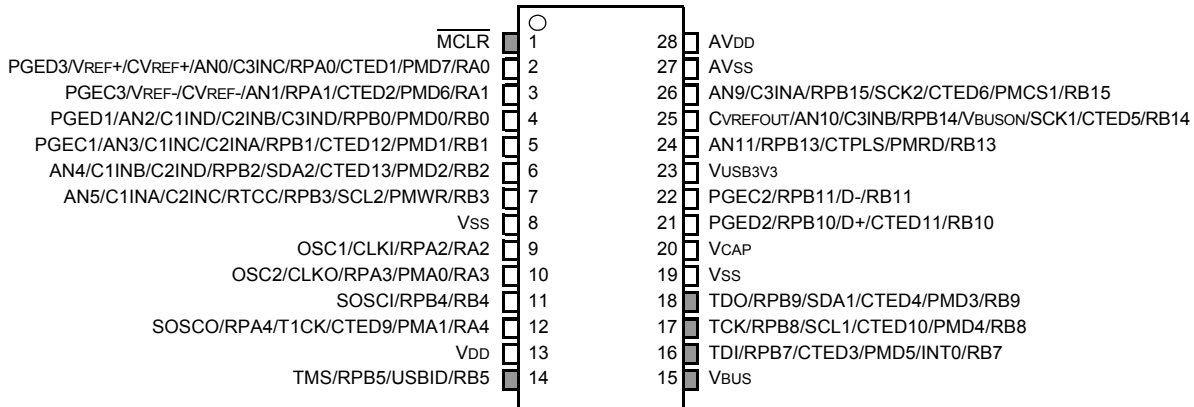 MCLR 1 28 AVDD
PGED3/VREF+/CVREF+/AN0/C3INC/RPA0/CTED1/PMD7/RA0 2 27 AVSS
PGEC3/VREF-/CVREF-/AN1/RPA1/CTED2/PMD6/RA1 3 26 AN9/C3INA/RPB15/SCK2/CTED6/PMCS1/RB15
PGED1/AN2/C1IND/C2INB/C3IND/RPB0/PMD0/RB0 4 25 CVREFOUT/AN10/C3INB/RPB14/VBUSON/SCK1/CTED5/RB14
PGEC1/AN3/C1INC/C2INA/RPB1/CTED12/PMD1/RB1 5 24 AN11/RPB13/CTPLS/PMRD/RB13
AN4/C1INB/C2IND/RPB2/SDA2/CTED13/PMD2/RB2 6 23 VUSB3V3
AN5/C1INA/C2INC/RTCC/RPB3/SCL2/PMWR/RB3 7 22 PGEC2/RPB11/D-/RB11
VSS 8 21 PGED2/RPB10/D+/CTED11/RB10
OSC1/CLKI/RPA2/RA2 9 20 VCAP
OSC2/CLKO/RPA3/PMA0/RA3 10 19 VSS
SOSCI/RPB4/RB4 11 18 TDO/RPB9/SDA1/CTED4/PMD3/RB9
SOSCO/RPA4/T1CK/CTED9/PMA1/RA4 12 17 TCK/RPB8/SCL1/CTED10/PMD4/RB8
VDD 13 16 TDI/RPB7/CTED3/PMD5/INT0/RB7
TMS/RPB5/USBID/RB5 14 15 VBUS